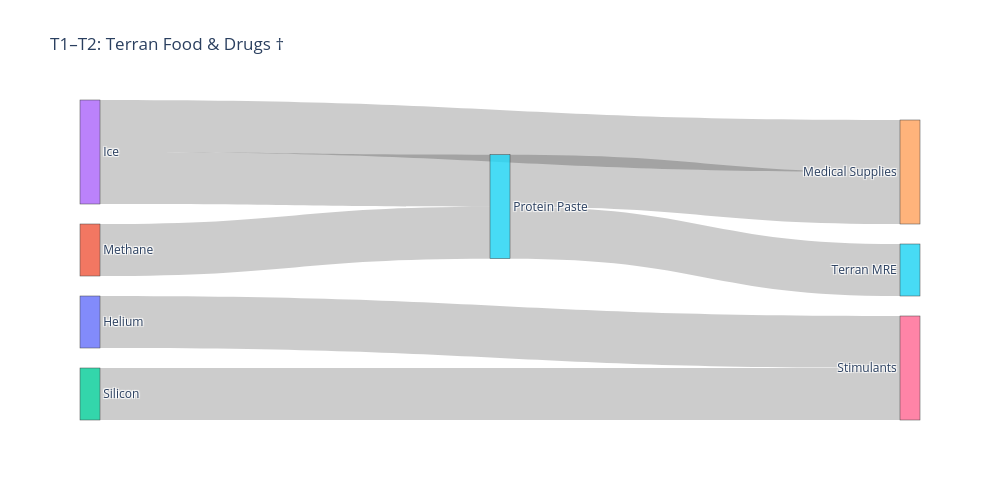 T1–T2: Terran Food & Drugs †
Ice
Medical Supplies
Protein Paste
Methane
Terran MRE
Helium
Stimulants
Silicon